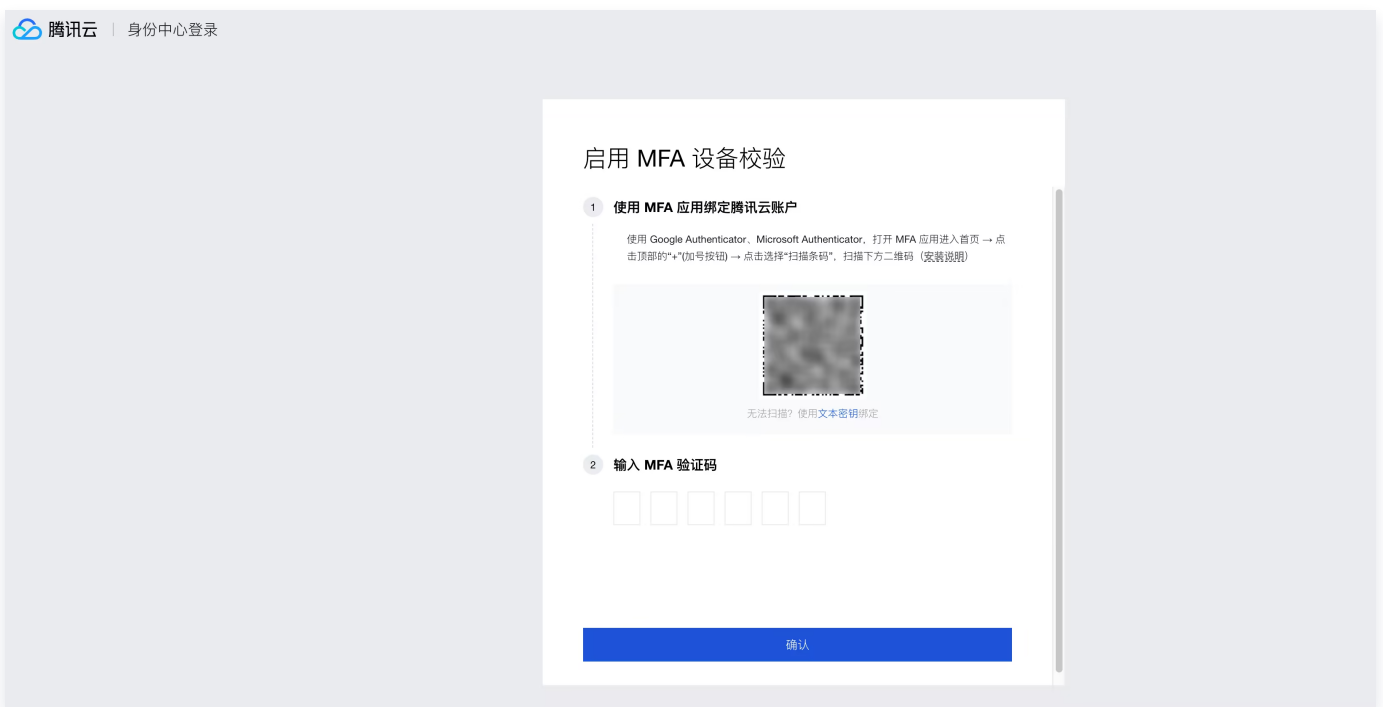 腾讯云 | 身份中心登录
启用 MFA 设备校验
1 使用 MFA 应用绑定腾讯云账户
使用 Google Authenticator、Microsoft Authenticator，打开 MFA 应用进入首页 → 点
击顶部的“+”(加号按钮) → 点击选择“扫描条码”，扫描下方二维码（安装说明）
无法扫描？使用文本密钥绑定
2 输入 MFA 验证码
确认